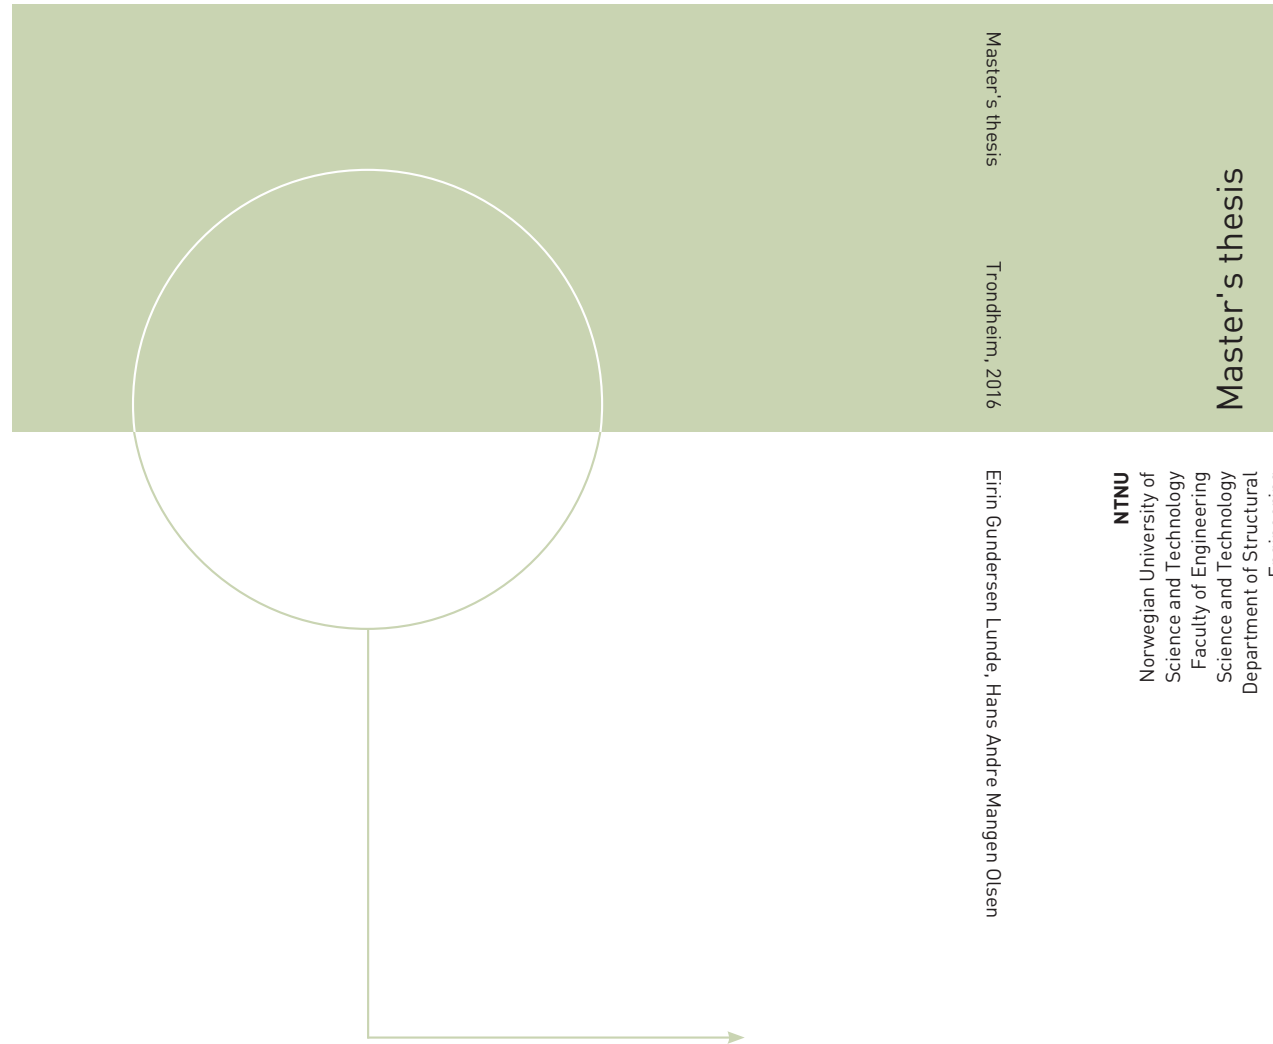 Master's thesis
Trondheim, 2016
Eirin Gundersen Lunde, Hans Andre Mangen Olsen
Master's thesis
NTNU
Norwegian University of
Science and Technology
Faculty of Engineering
Science and Technology
Department of Structural